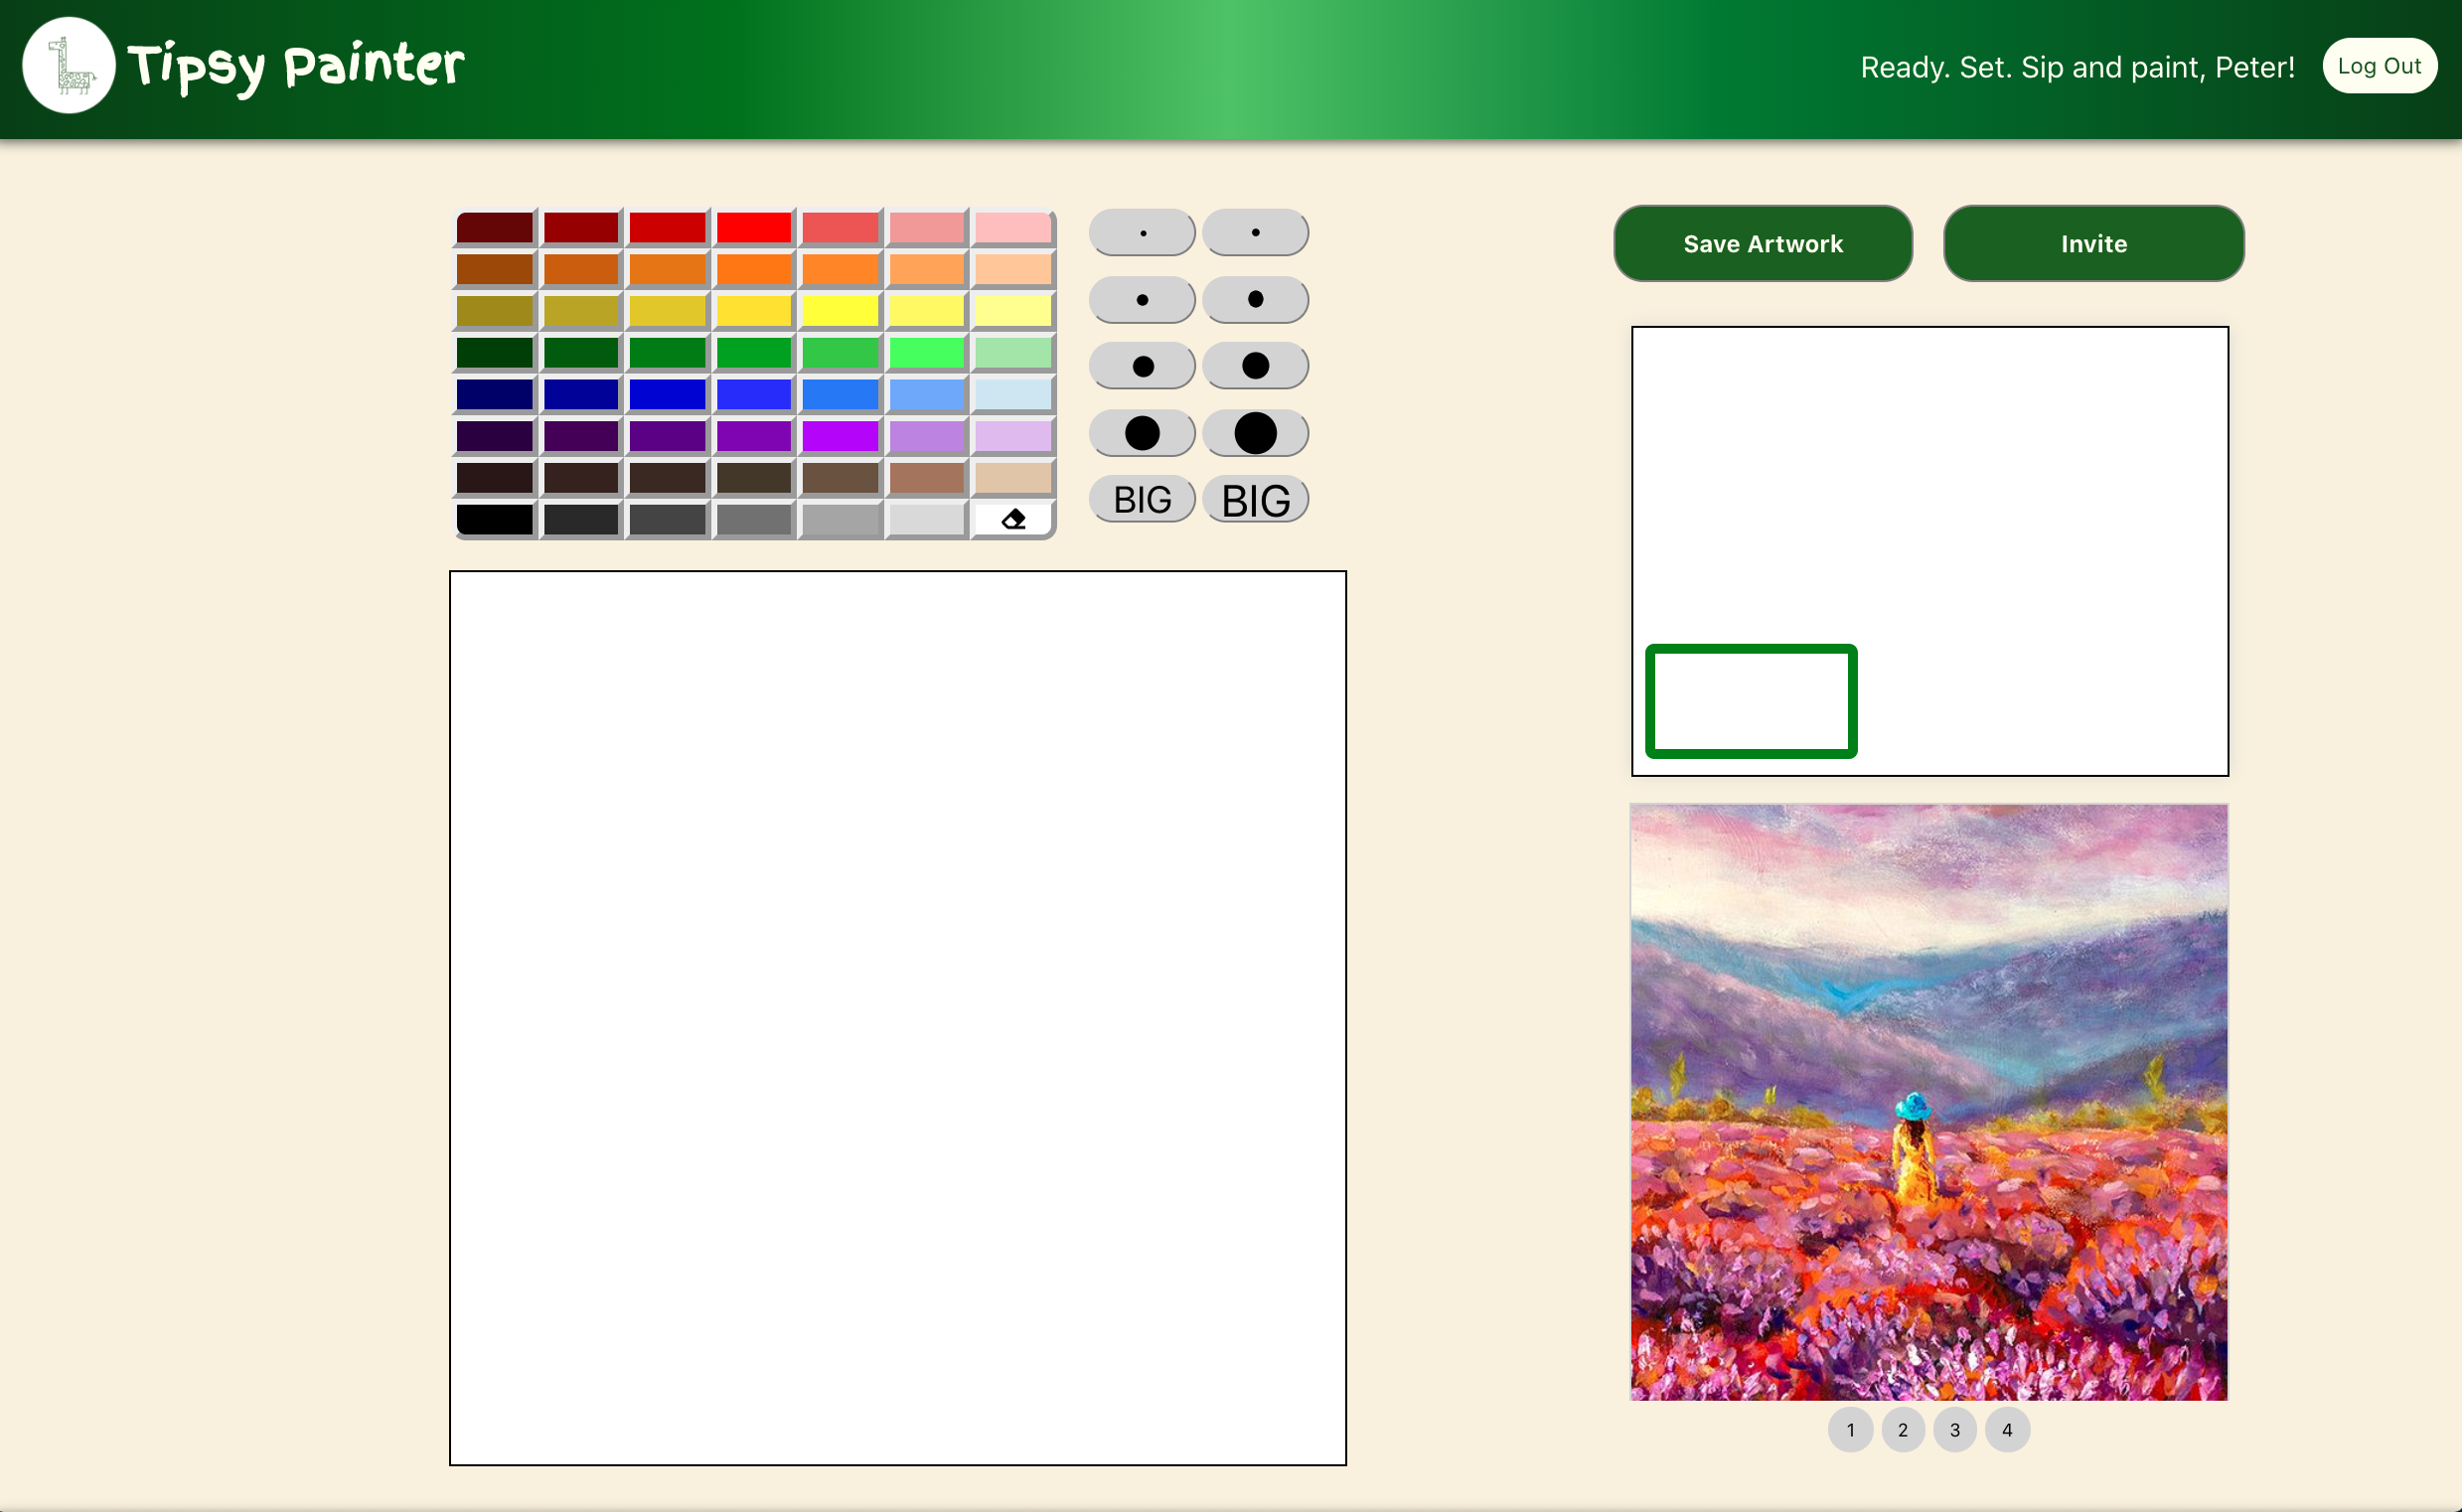 Tipsy Painter
Ready. Set. Sip and paint, Peter!
Log Out
Save Artwork
Invite
BIG
BIG
1
2
3
4